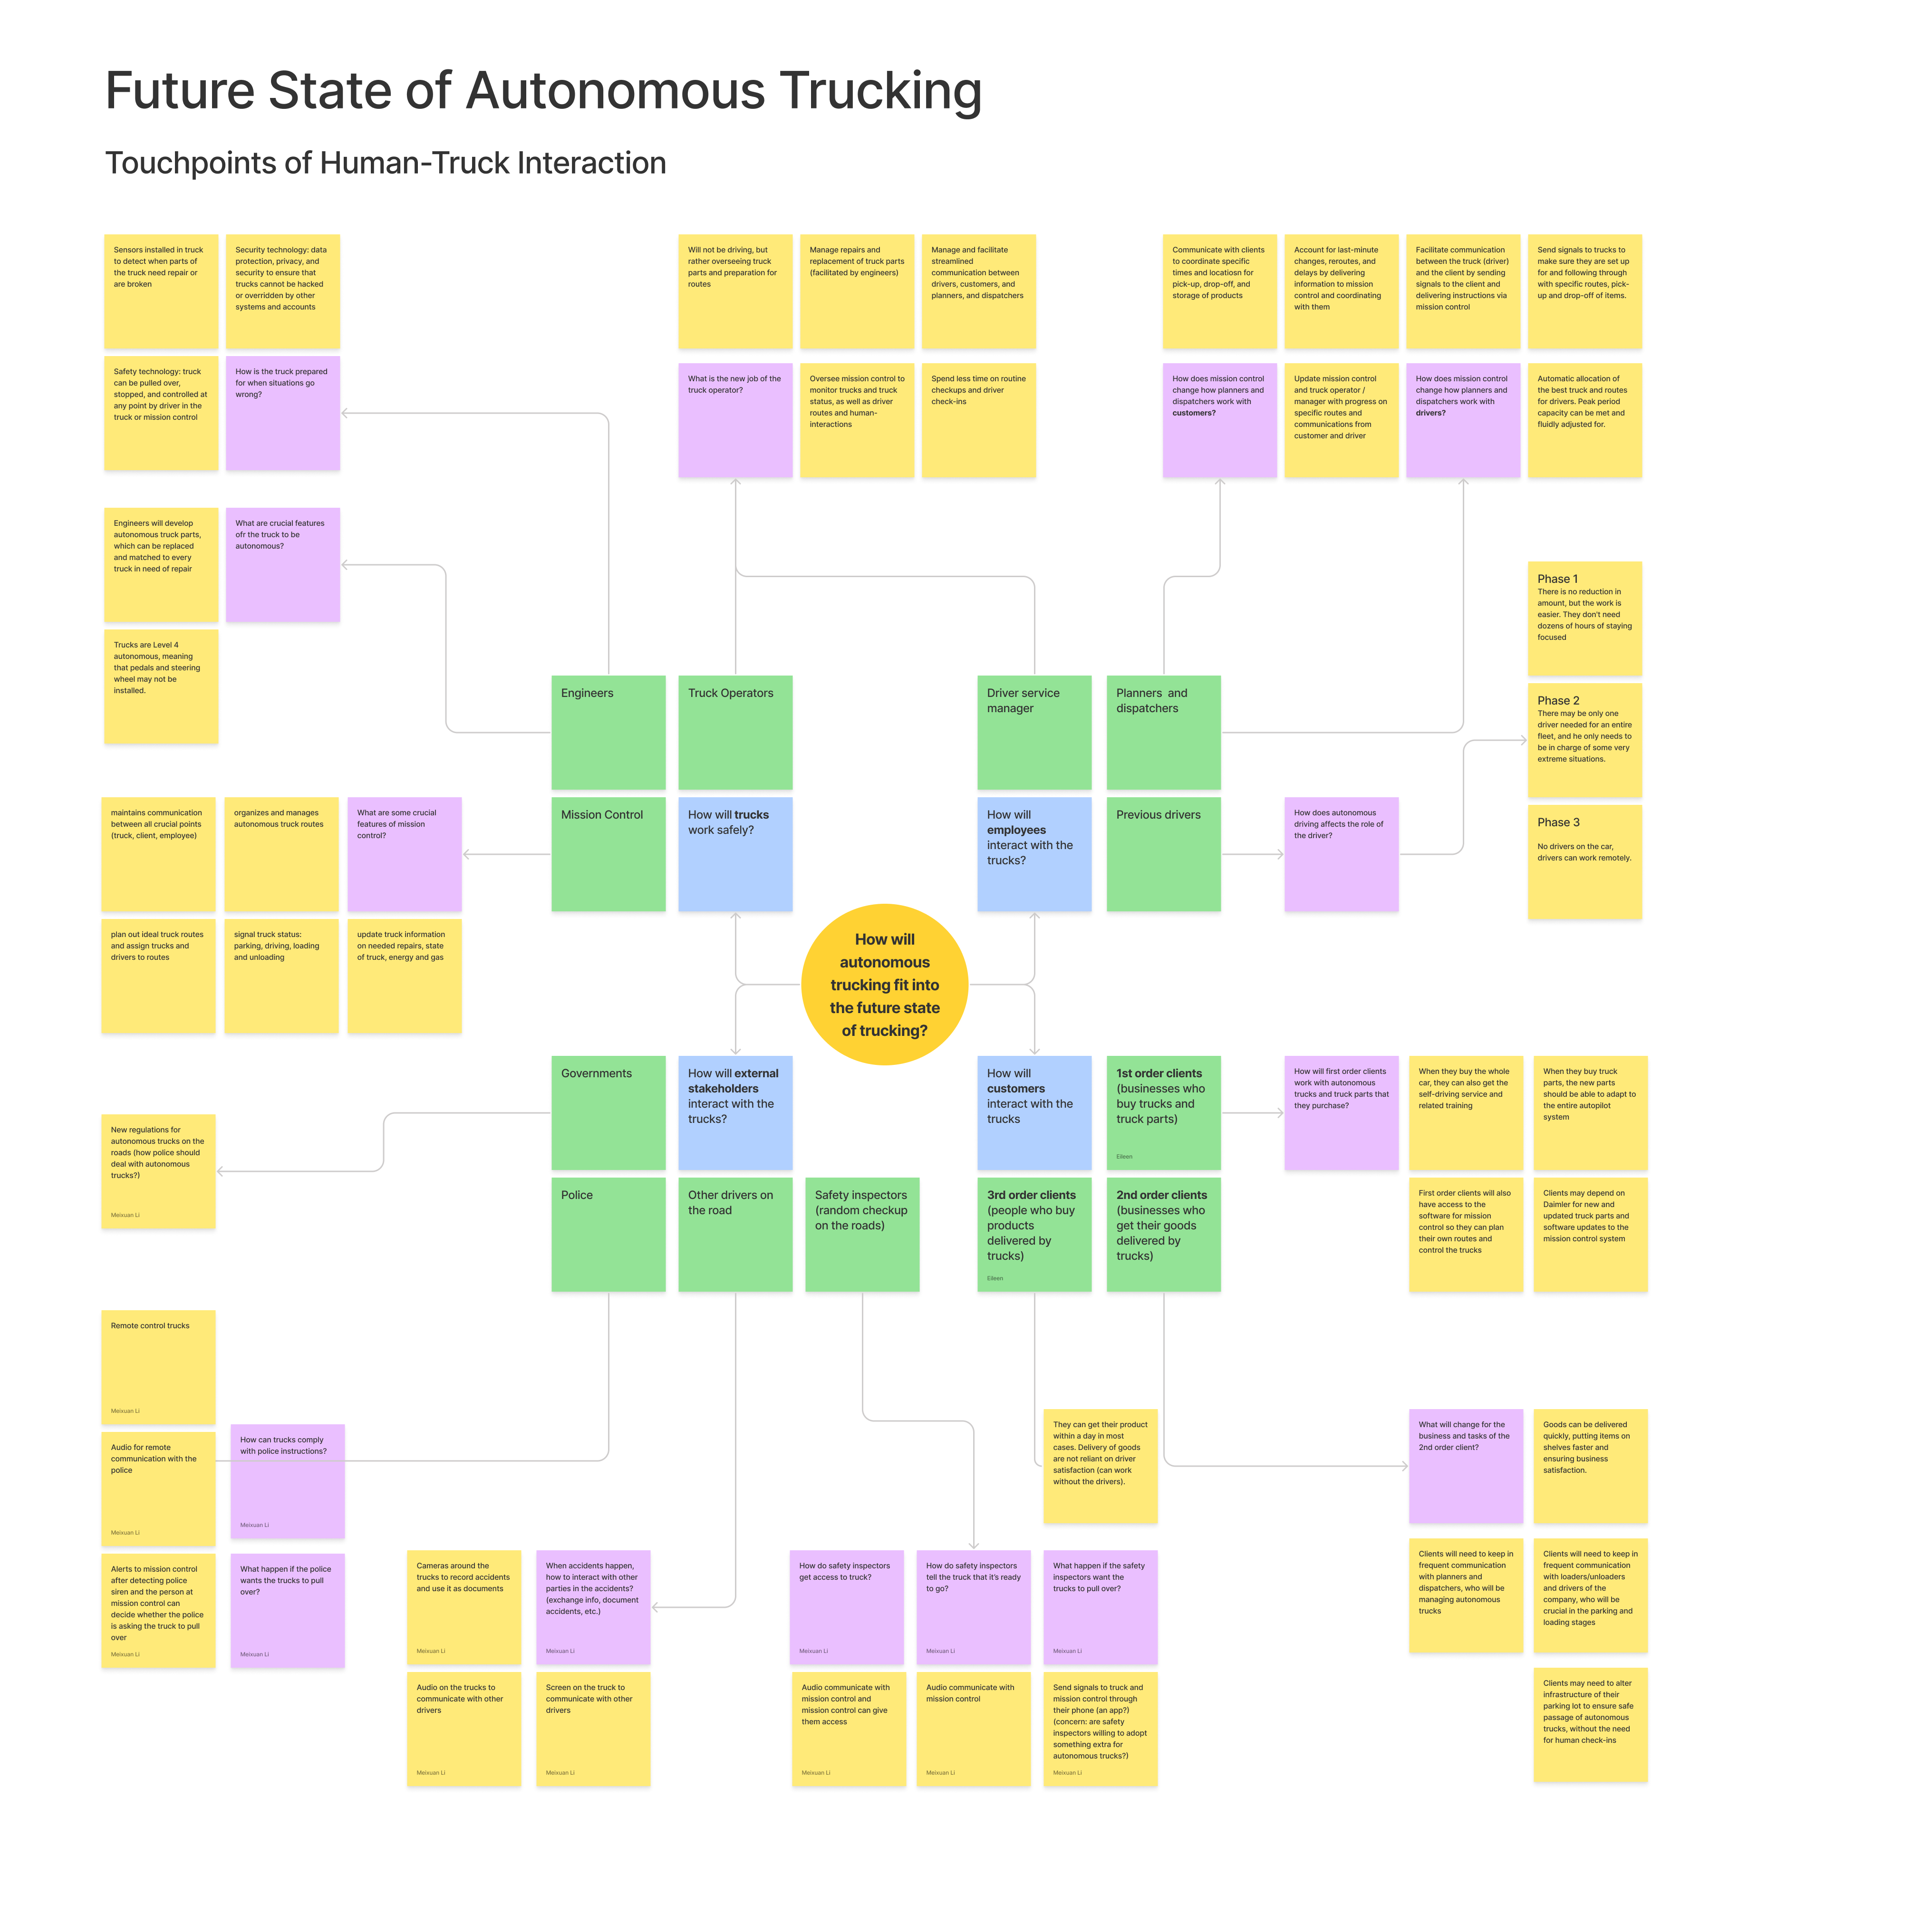 Future State of Autonomous Trucking
Touchpoints of Human-Truck Interaction
Sensors installed in truck
to detect when parts of
the truck need repair or
are broken
Security technology: data
protection, privacy, and
security to ensure that
trucks cannot be hacked
or overridden by other
systems and accounts
Safety technology: truck
can be pulled over,
stopped, and controlled at
any point by driver in the
truck or mission control
How is the truck prepared
for when situations go
wrong?
Will not be driving, but
rather overseeing truck
parts and preparation for
routes
Manage repairs and
replacement of truck parts
(facilitated by engineers)
Manage and facilitate
streamlined
communication between
drivers, customers, and
planners, and dispatchers
What is the new job of the
truck operator?
Oversee mission control to
monitor trucks and truck
status, as well as driver
routes and human-
interactions
Spend less time on routine
checkups and driver
check-ins
Communicate with clients
to coordinate specific
times and locatiosn for
pick-up, drop-off, and
storage of products
Account for last-minute
changes, reroutes, and
delays by delivering
information to mission
control and coordinating
with them
Facilitate communication
between the truck (driver)
and the client by sending
signals to the client and
delivering instructions via
mission control
Send signals to trucks to
make sure they are set up
for and following through
with specific routes, pick-
up and drop-off of items.
How does mission control
change how planners and
dispatchers work with
customers?
Update mission control
and truck operator /
manager with progress on
specific routes and
communications from
customer and driver
How does mission control
change how planners and
dispatchers work with
drivers?
Automatic allocation of
the best truck and routes
for drivers. Peak period
capacity can be met and
fluidly adjusted for.
Engineers will develop
autonomous truck parts,
which can be replaced
and matched to every
truck in need of repair
What are crucial features
ofr the truck to be
autonomous?
Trucks are Level 4
autonomous, meaning
that pedals and steering
wheel may not be
installed.
Phase 1
There is no reduction in
amount, but the work is
easier. They don't need
dozens of hours of staying
focused
Phase 2
There may be only one
driver needed for an entire
fleet, and he only needs to
be in charge of some very
extreme situations.
Phase 3
No drivers on the car,
drivers can work remotely.
Engineers
Truck Operators
Driver service
manager
Planners and
dispatchers
maintains communication
between all crucial points
(truck, client, employee)
organizes and manages
autonomous truck routes
What are some crucial
features of mission
control?
Mission Control
How will trucks
work safely?
How will
employees
interact with the
trucks?
Previous drivers
How does autonomous
driving affects the role of
the driver?
plan out ideal truck routes
and assign trucks and
drivers to routes
signal truck status:
parking, driving, loading
and unloading
update truck information
on needed repairs, state
of truck, energy and gas
How will
autonomous
trucking fit into
the future state
of trucking?
Governments
How will external
stakeholders
interact with the
trucks?
How will
customers
interact with the
trucks
1st order clients
(businesses who
buy trucks and
truck parts)
Eileen
How will first order clients
work with autonomous
trucks and truck parts that
they purchase?
When they buy the whole
car, they can also get the
self-driving service and
related training
When they buy truck
parts, the new parts
should be able to adapt to
the entire autopilot
system
New regulations for
autonomous trucks on the
roads (how police should
deal with autonomous
trucks?)
Meixuan Li
Police
Other drivers on
the road
Safety inspectors
(random checkup
on the roads)
3rd order clients
(people who buy
products
delivered by
trucks)
Eileen
2nd order clients
(businesses who
get their goods
delivered by
trucks)
First order clients will also
have access to the
software for mission
control so they can plan
their own routes and
control the trucks
Clients may depend on
Daimler for new and
updated truck parts and
software updates to the
mission control system
Remote control trucks
Meixuan Li
Audio for remote
communication with the
police
Meixuan Li
How can trucks comply
with police instructions?
Meixuan Li
They can get their product
within a day in most
cases. Delivery of goods
are not reliant on driver
satisfaction (can work
without the drivers).
What will change for the
business and tasks of the
2nd order client?
Goods can be delivered
quickly, putting items on
shelves faster and
ensuring business
satisfaction.
Alerts to mission control
after detecting police
siren and the person at
mission control can
decide whether the police
is asking the truck to pull
over
Meixuan Li
What happen if the police
wants the trucks to pull
over?
Meixuan Li
Cameras around the
trucks to record accidents
and use it as documents
Meixuan Li
When accidents happen,
how to interact with other
parties in the accidents?
(exchange info, document
accidents, etc.)
Meixuan Li
How do safety inspectors
get access to truck?
Meixuan Li
How do safety inspectors
tell the truck that it's ready
to go?
Meixuan Li
What happen if the safety
inspectors want the
trucks to pull over?
Meixuan Li
Clients will need to keep in
frequent communication
with planners and
dispatchers, who will be
managing autonomous
trucks
Clients will need to keep in
frequent communication
with loaders/unloaders
and drivers of the
company, who will be
crucial in the parking and
loading stages
Audio on the trucks to
communicate with other
drivers
Meixuan Li
Screen on the truck to
communicate with other
drivers
Meixuan Li
Audio communicate with
mission control and
mission control can give
them access
Meixuan Li
Audio communicate with
mission control
Meixuan Li
Send signals to truck and
mission control through
their phone (an app?)
(concern: are safety
inspectors willing to adopt
something extra for
autonomous trucks?)
Meixuan Li
Clients may need to alter
infrastructure of their
parking lot to ensure safe
passage of autonomous
trucks, without the need
for human check-ins